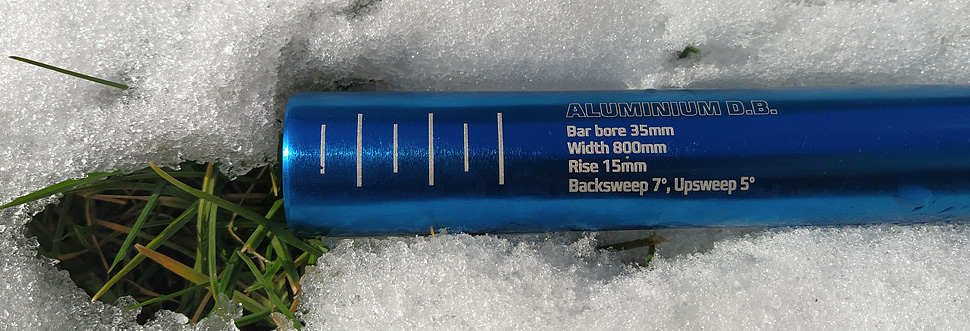 ALUMINIUM D.B.
Bar bore 35mm
Width 800mm
Rise 15mm
Backsweep 7°, Upsweep 5°